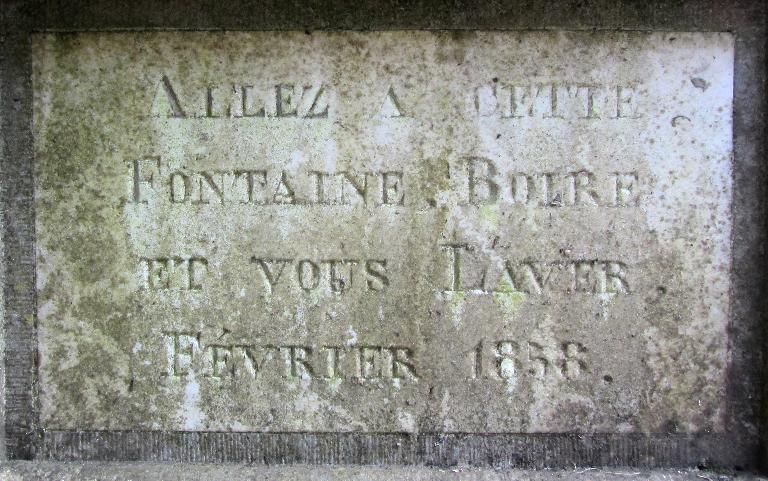 ALLEZ A CETTE
FONTAINE, BOIRE
ET VOUS LAVER.
FÉVRIER 1858.